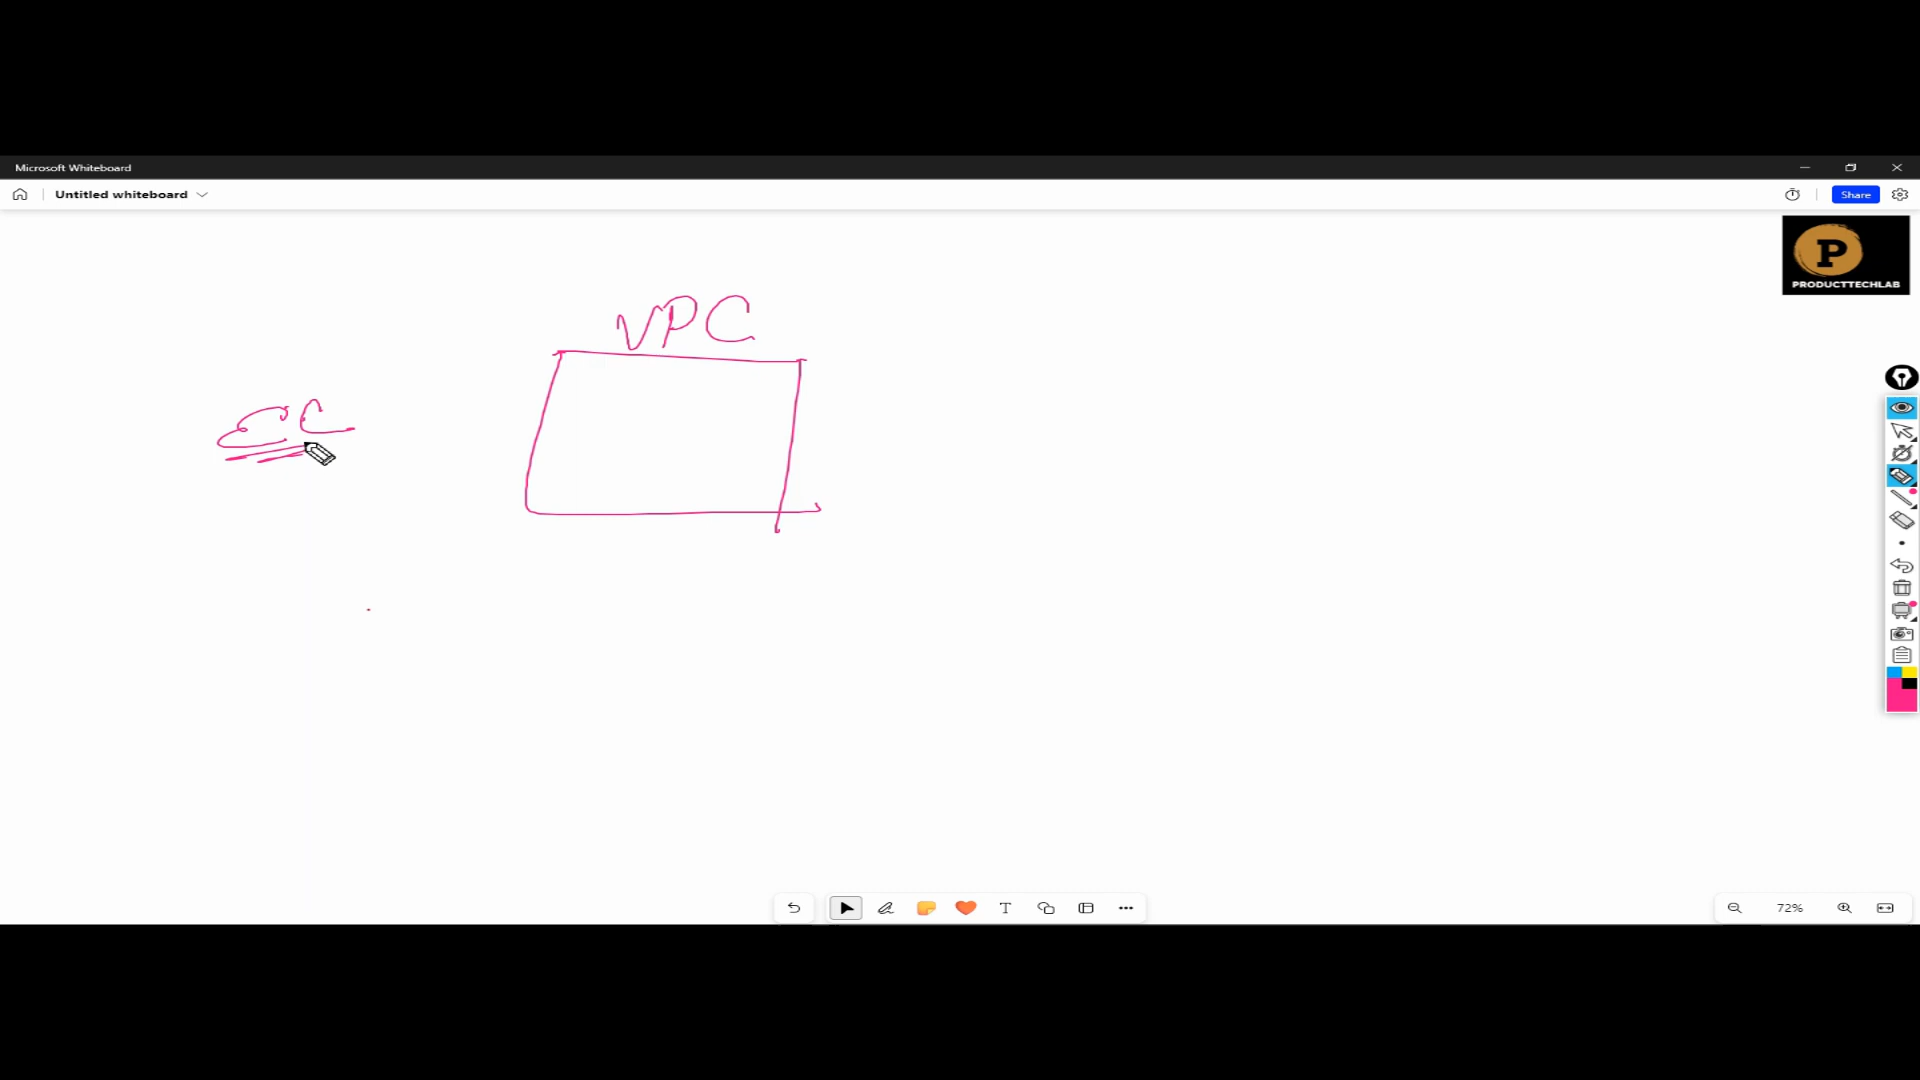 Microsoft Whiteboard
Untitled whiteboard
Share
P
PRODUCTTECHLAB
VPC
EC
T
72%